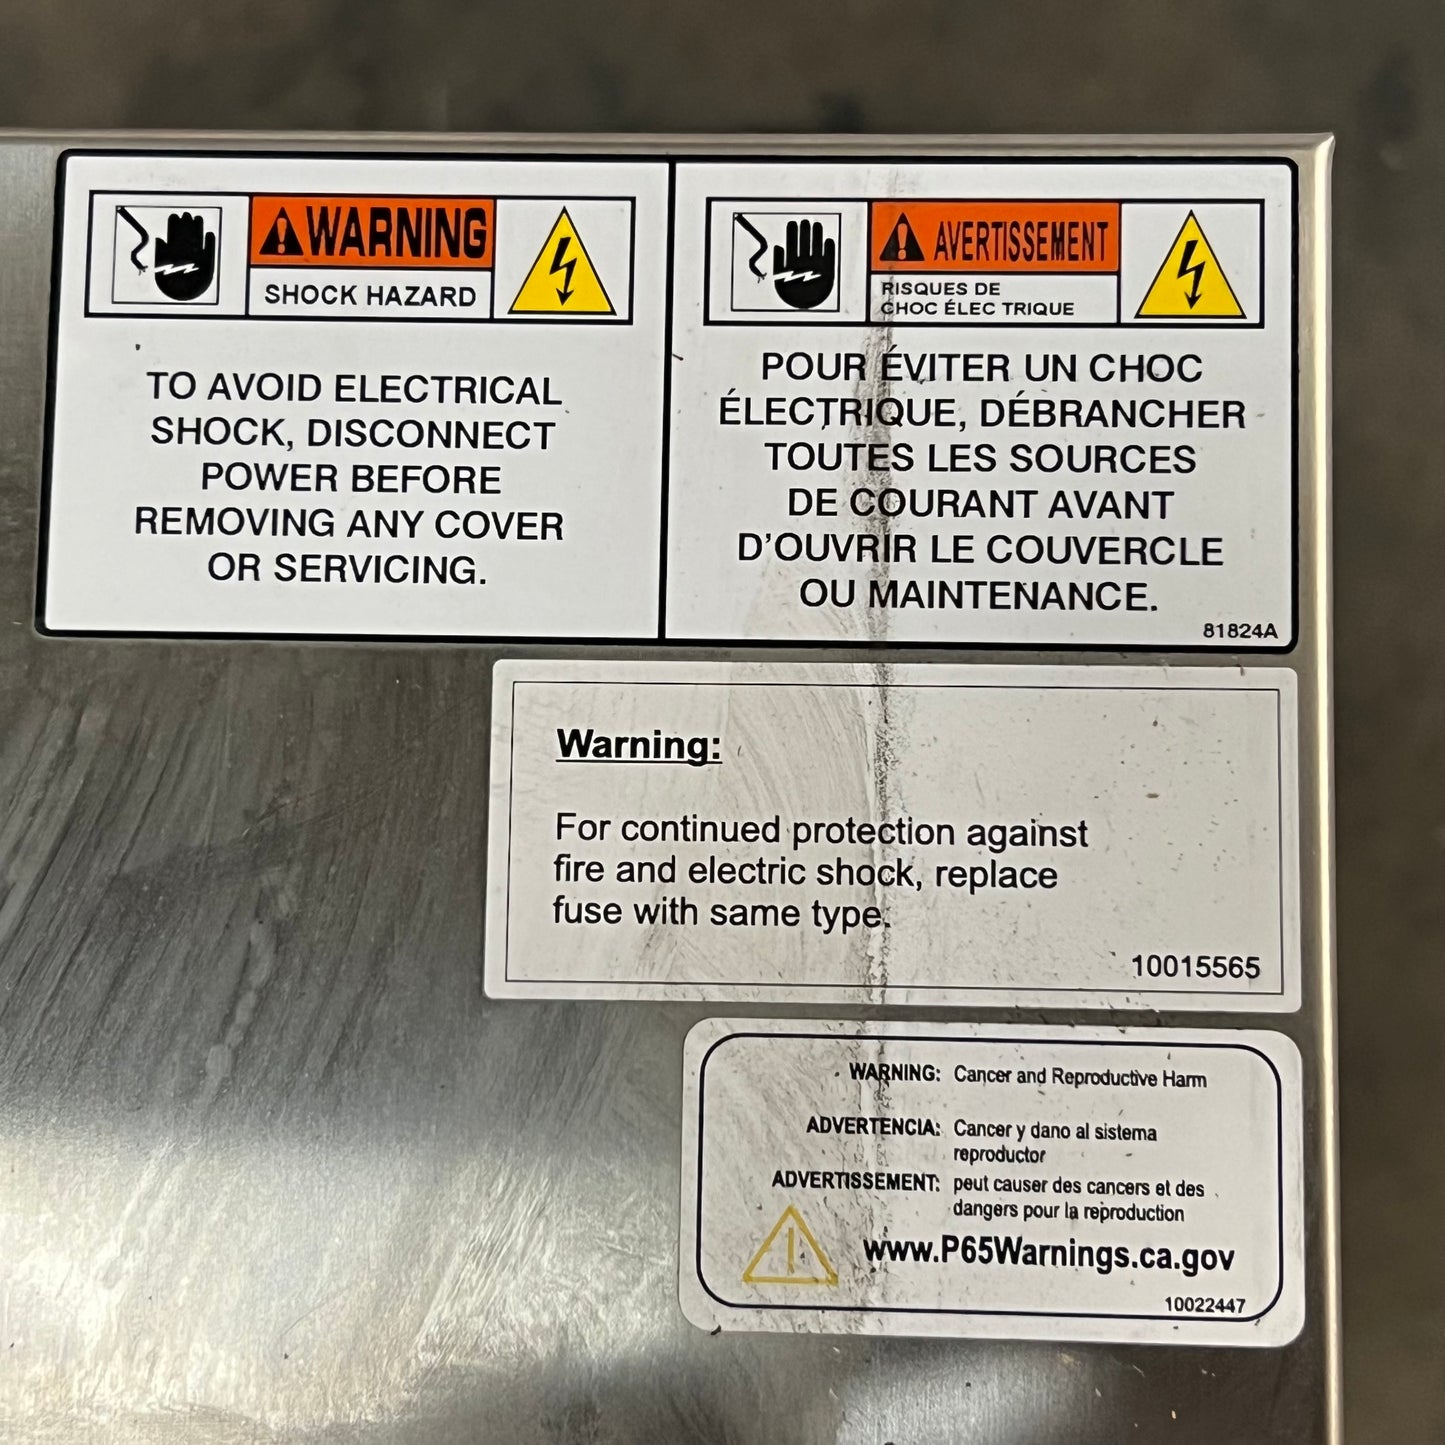 WARNING
SHOCK HAZARD
TO AVOID ELECTRICAL
SHOCK, DISCONNECT
POWER BEFORE
REMOVING ANY COVER
OR SERVICING.
AVERTISSEMENT
RISQUES DE
CHOC ÉLEC TRIQUE
POUR ÉVITER UN CHOC
ÉLECTRIQUE, DÉBRANCHER
TOUTES LES SOURCES
DE COURANT AVANT
D'OUVRIR LE COUVERCLE
OU MAINTENANCE.
81824A
Warning:
For continued protection against
fire and electric shock, replace
fuse with same type.
10015565
WARNING: Cancer and Reproductive Harm
ADVERTENCIA: Cancer y dano al sistema
reproductor
ADVERTISSEMENT: peut causer des cancers et des
dangers pour la reproduction
www.P65Warnings.ca.gov
10022447